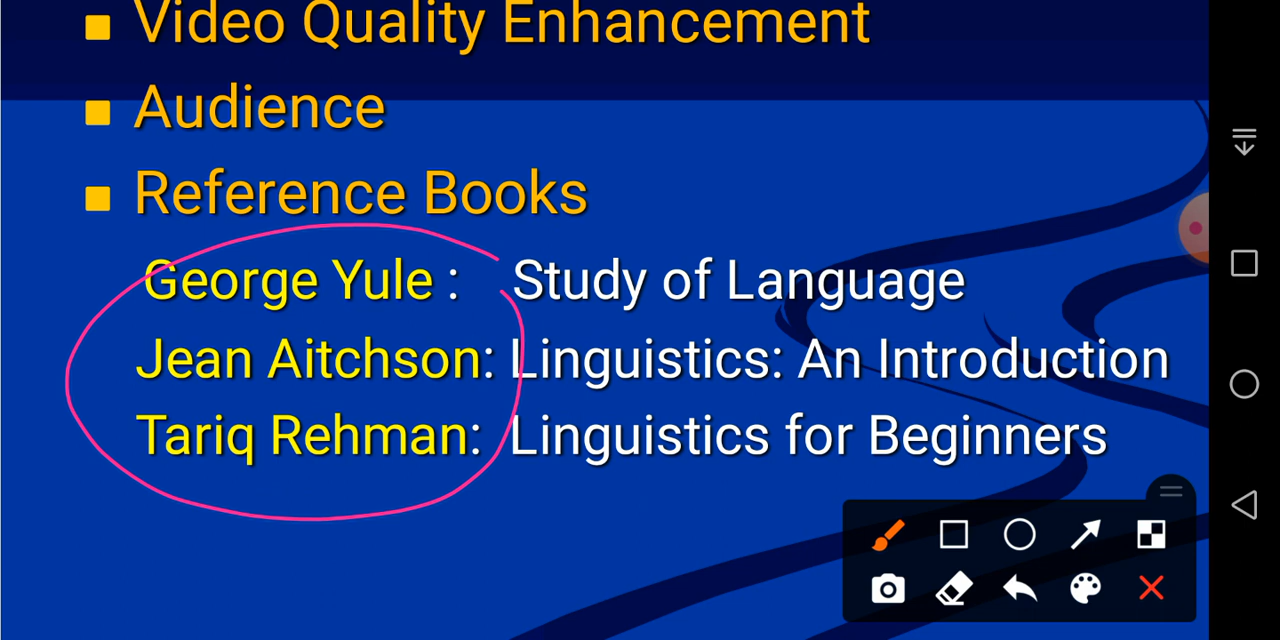 Video Quality Enhancement
Audience
Reference Books
George Yule : Study of Language
Jean Aitchson: Linguistics: An Introduction
Tariq Rehman: Linguistics for Beginners